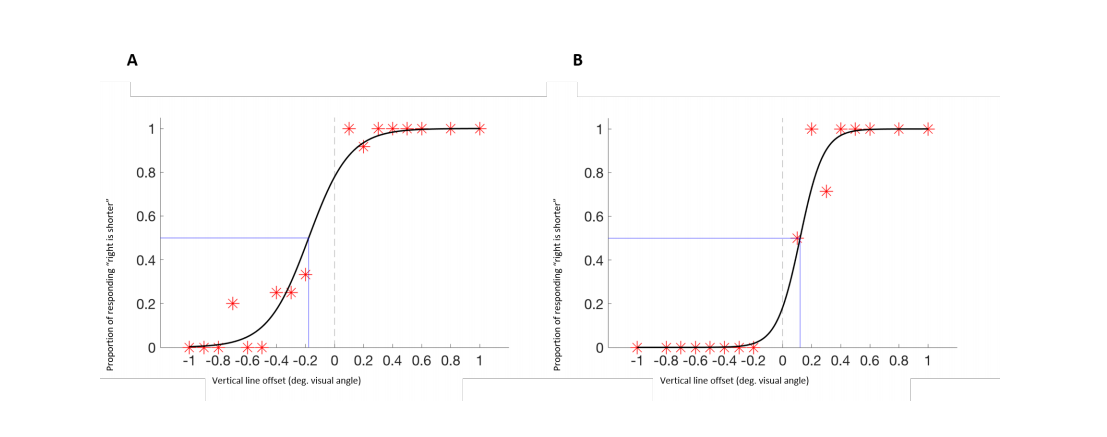 A
B
Proportion of responding “right is shorter”
1
0.8
0.6
0.4
0.2
0
-1 -0.8 -0.6 -0.4 -0.2 0 0.2 0.4 0.6 0.8 1
Vertical line offset (deg. visual angle)
Proportion of responding “right is shorter”
1
0.8
0.6
0.4
0.2
0
-1 -0.8 -0.6 -0.4 -0.2 0 0.2 0.4 0.6 0.8 1
Vertical line offset (deg. visual angle)